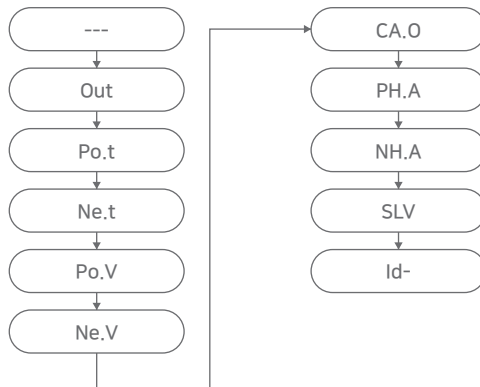 ---
Out
Po.t
Ne.t
Po.V
Ne.V
CA.O
PH.A
NH.A
SLV
Id-